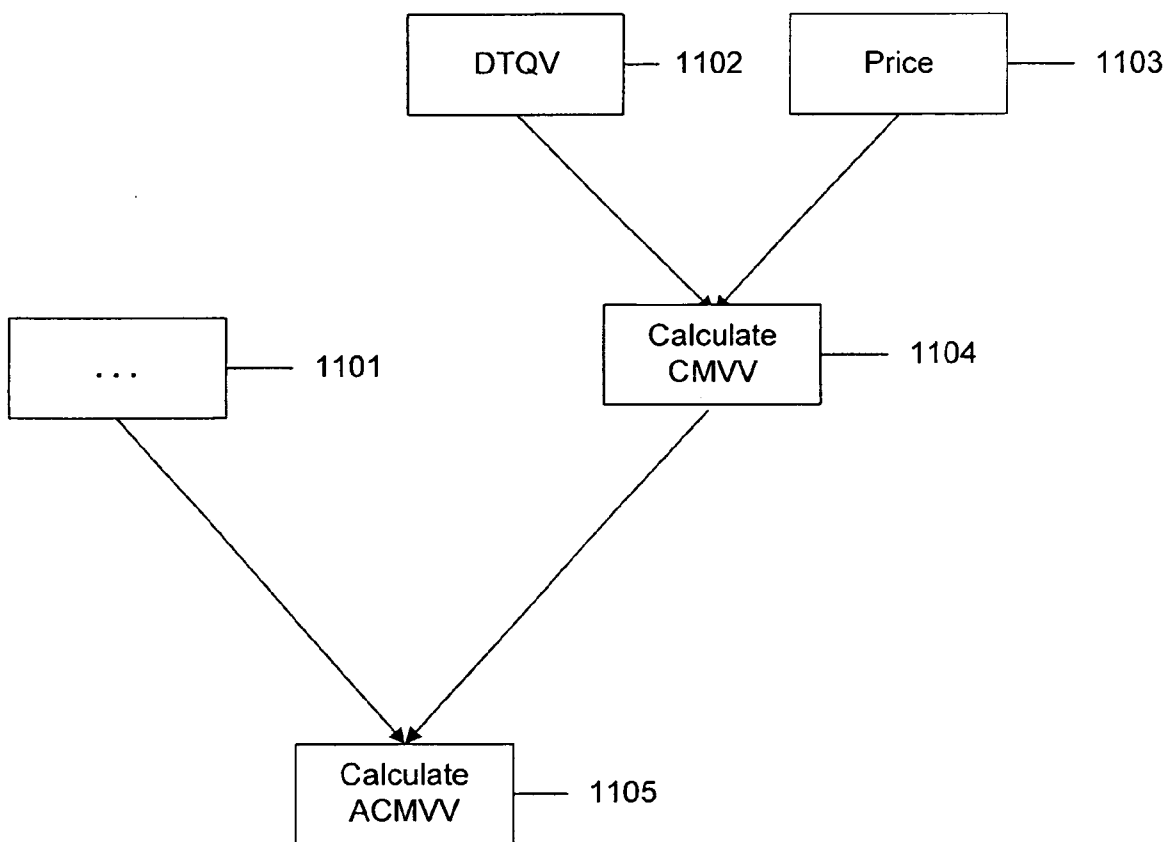 DTQV 1102
Price 1103
Calculate
CMVV
1104
. . . 1101
Calculate
ACMVV
1105